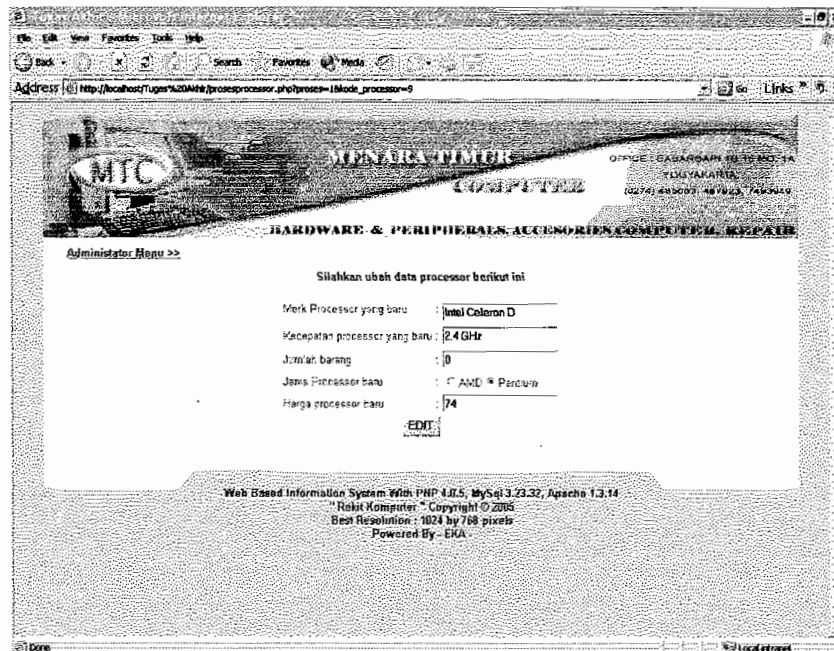 File Edit View Favorites Tools Help
Back Search Favorites Media
Address http://localhost/Tugas%20Akhir/prosesprocessor.php?proses=1&kode_processor=9 Go Links »
MTC
MENARA TIMUR
COMPUTER
YOGYAKARTA
HARDWARE & PERIPHERALS, ACCESORIES COMPUTER, REPAIR
Administator Menu >>
Silahkan ubah data processor berikut ini
Merk Processor yang baru : Intel Celeron D
Kecepatan processor yang baru : 2.4 GHz
Jumlah barang : 0
Jenis Processor baru : AMD Pentium
Harga processor baru : 74
EDIT
Web Based Information System With PHP 4.0.5, MySql 3.23.32, Apache 1.3.14
" Rakit Komputer " Copyright © 2005
Best Resolution : 1024 by 768 pixels
Powered By - EKA -
Done Local intranet